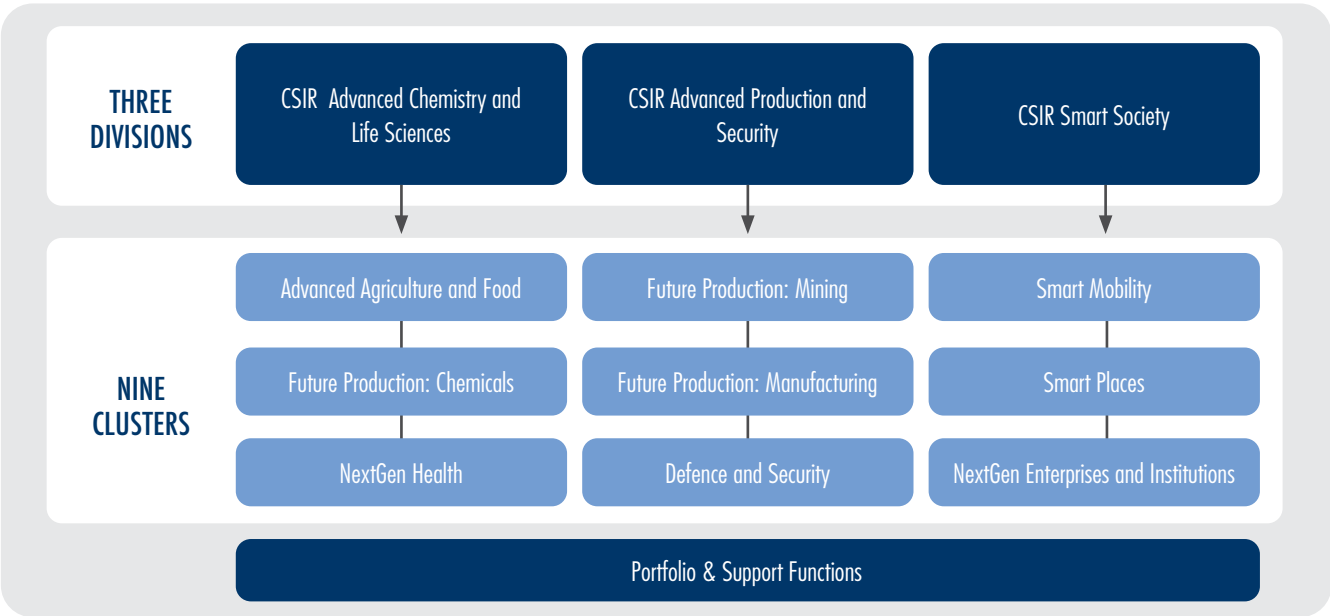 THREE
DIVISIONS
CSIR Advanced Chemistry and
Life Sciences
CSIR Advanced Production and
Security
CSIR Smart Society
NINE
CLUSTERS
Advanced Agriculture and Food
Future Production: Mining
Smart Mobility
Future Production: Chemicals
Future Production: Manufacturing
Smart Places
NextGen Health
Defence and Security
NextGen Enterprises and Institutions
Portfolio & Support Functions